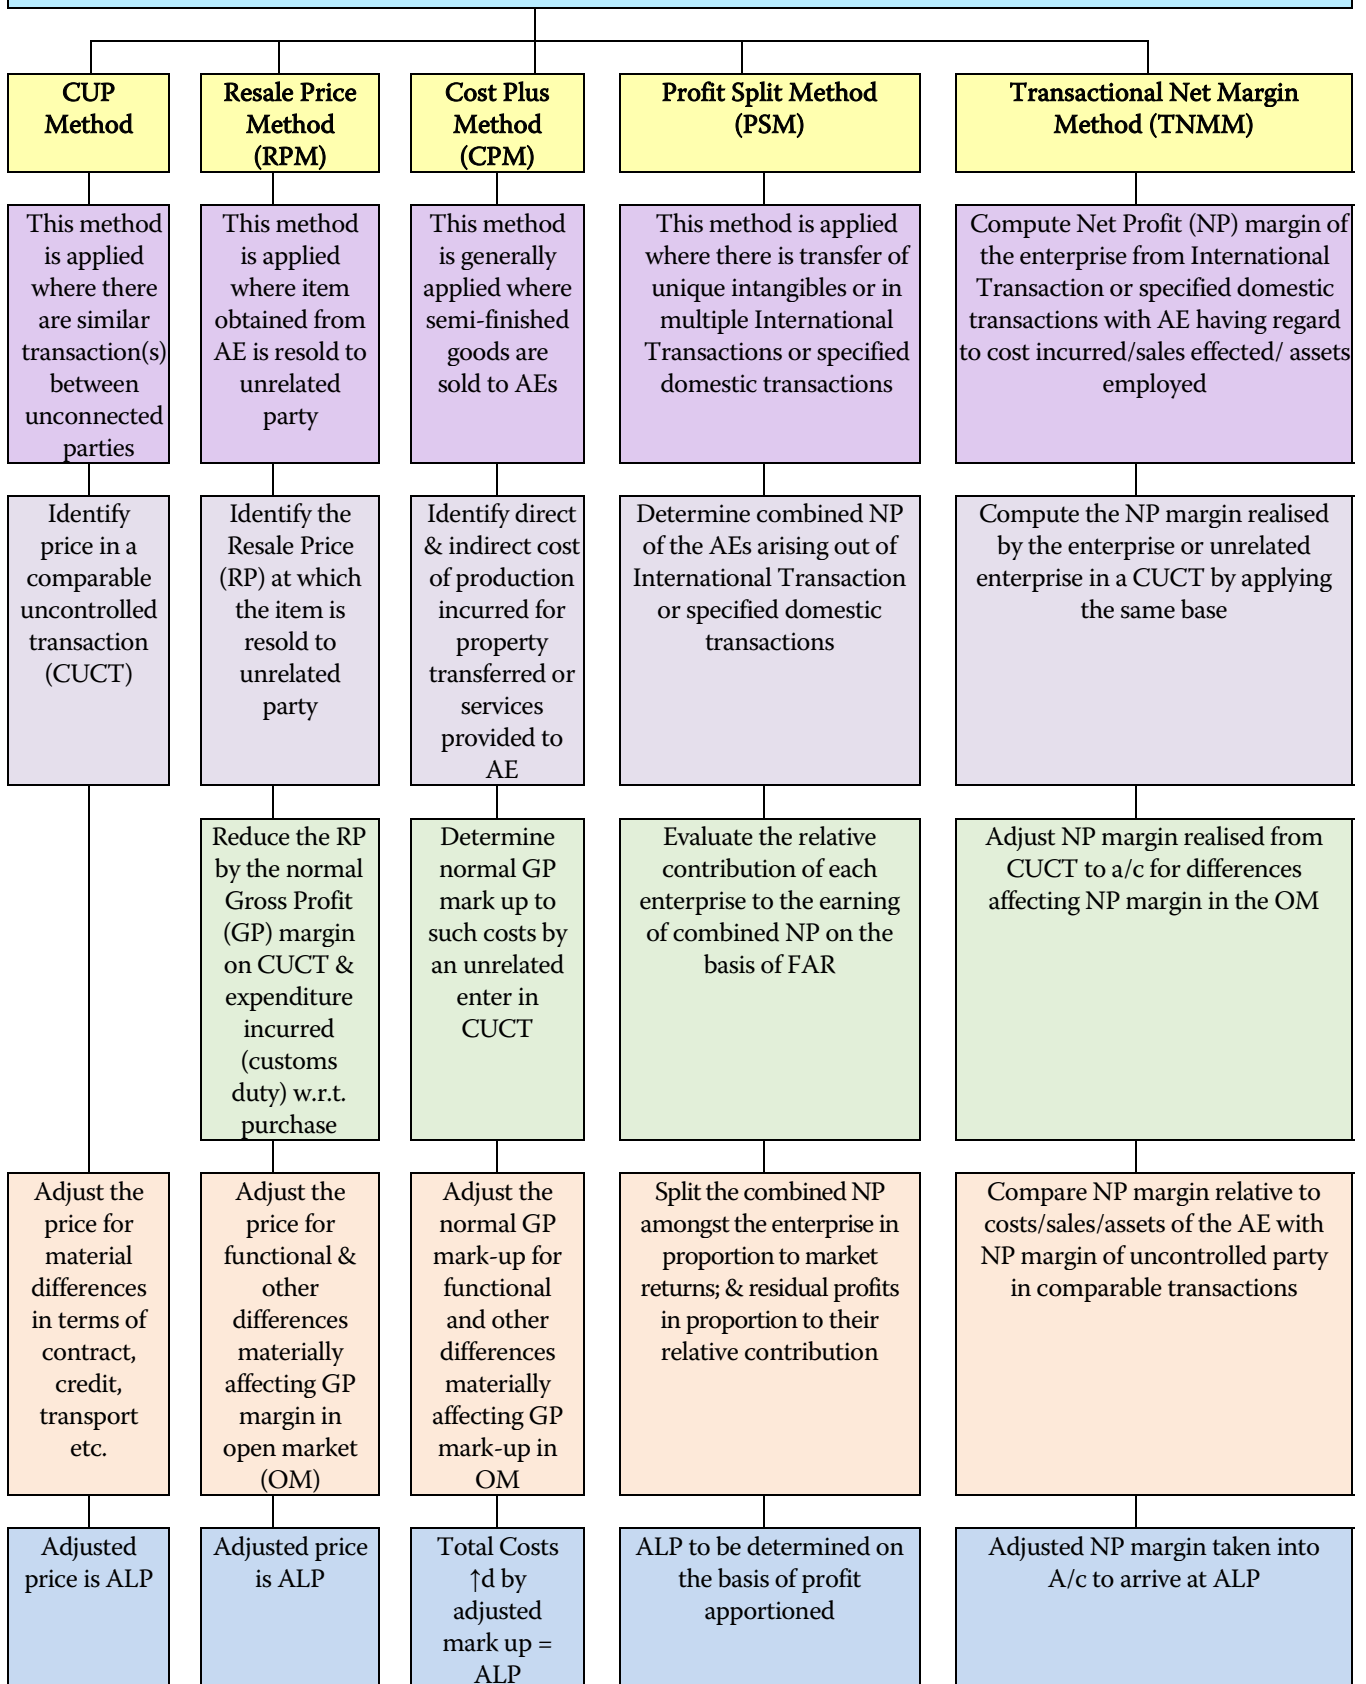 CUP
Method
Resale Price
Method
(RPM)
Cost Plus
Method
(CPM)
Profit Split Method
(PSM)
Transactional Net Margin
Method (TNMM)
This method
is applied
where there
are similar
transaction(s)
between
unconnected
parties
This method
is applied
where item
obtained from
AE is resold to
unrelated
party
This method
is generally
applied where
semi-finished
goods are
sold to AEs
This method is applied
where there is transfer of
unique intangibles or in
multiple International
Transactions or specified
domestic transactions
Compute Net Profit (NP) margin of
the enterprise from International
Transaction or specified domestic
transactions with AE having regard
to cost incurred/sales effected/ assets
employed
Identify
price in a
comparable
uncontrolled
transaction
(CUCT)
Identify the
Resale Price
(RP) at which
the item is
resold to
unrelated
party
Identify direct
& indirect cost
of production
incurred for
property
transferred or
services
provided to
AE
Determine combined NP
of the AEs arising out of
International Transaction
or specified domestic
transactions
Compute the NP margin realised
by the enterprise or unrelated
enterprise in a CUCT by applying
the same base
Reduce the RP
by the normal
Gross Profit
(GP) margin
on CUCT &
expenditure
incurred
(customs
duty) w.r.t.
purchase
Determine
normal GP
mark up to
such costs by
an unrelated
enter in
CUCT
Evaluate the relative
contribution of each
enterprise to the earning
of combined NP on the
basis of FAR
Adjust NP margin realised from
CUCT to a/c for differences
affecting NP margin in the OM
Adjust the
price for
material
differences
in terms of
contract,
credit,
transport
etc.
Adjust the
price for
functional &
other
differences
materially
affecting GP
margin in
open market
(OM)
Adjust the
normal GP
mark-up for
functional
and other
differences
materially
affecting GP
mark-up in
OM
Split the combined NP
amongst the enterprise in
proportion to market
returns; & residual profits
in proportion to their
relative contribution
Compare NP margin relative to
costs/sales/assets of the AE with
NP margin of uncontrolled party
in comparable transactions
Adjusted
price is ALP
Adjusted price
is ALP
Total Costs
↑d by
adjusted
mark up =
ALP
ALP to be determined on
the basis of profit
apportioned
Adjusted NP margin taken into
A/c to arrive at ALP